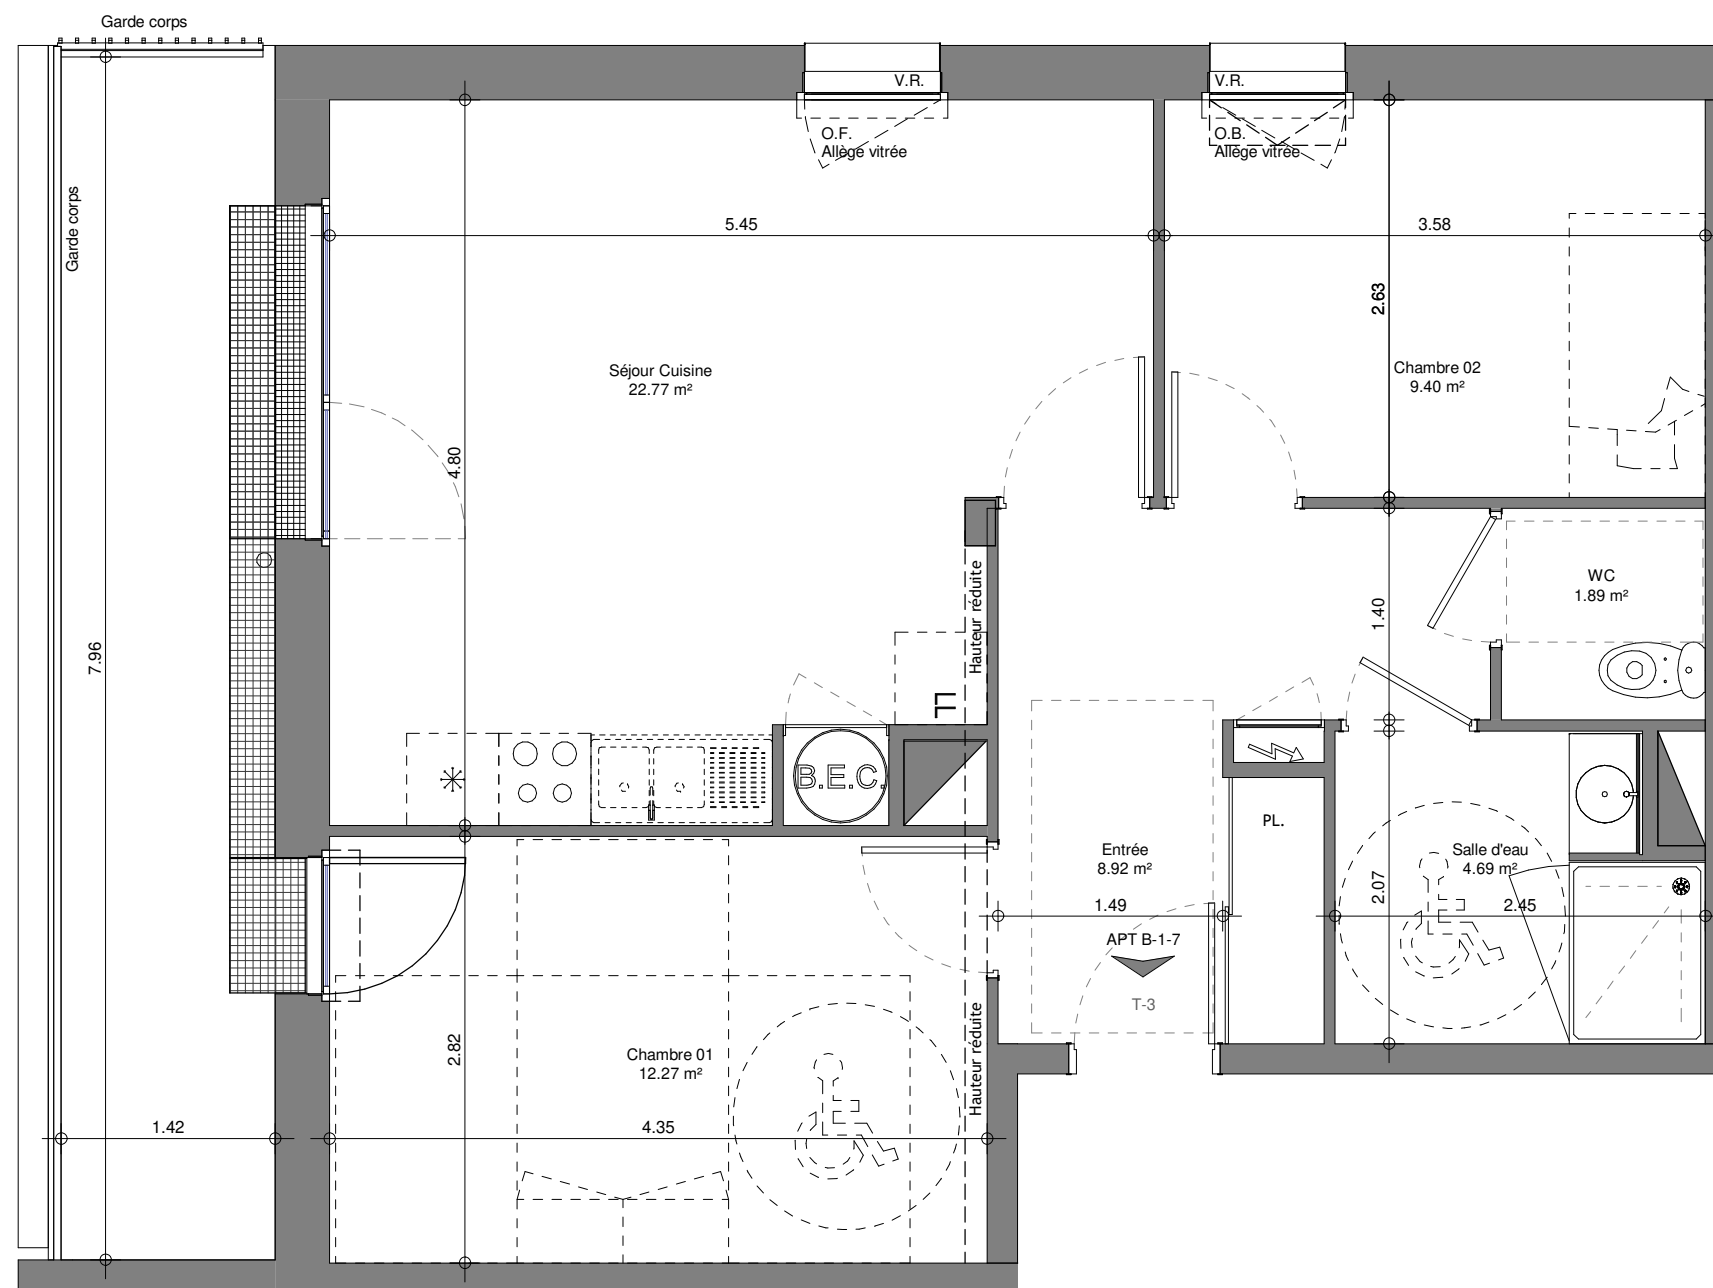 Garde corps
V.R.
V.R.
O.F.
Allège vitrée
O.B.
Allège vitrée
Garde corps
5.45
3.58
2.63
Séjour Cuisine
22.77 m²
Chambre 02
9.40 m²
4.80
WC
1.89 m²
Hauteur réduite
1.40
7.96
B.E.C.
PL.
Entrée
8.92 m²
Salle d'eau
4.69 m²
2.07
1.49
2.45
APT B-1-7
T-3
2.82
Chambre 01
12.27 m²
Hauteur réduite
1.42
4.35